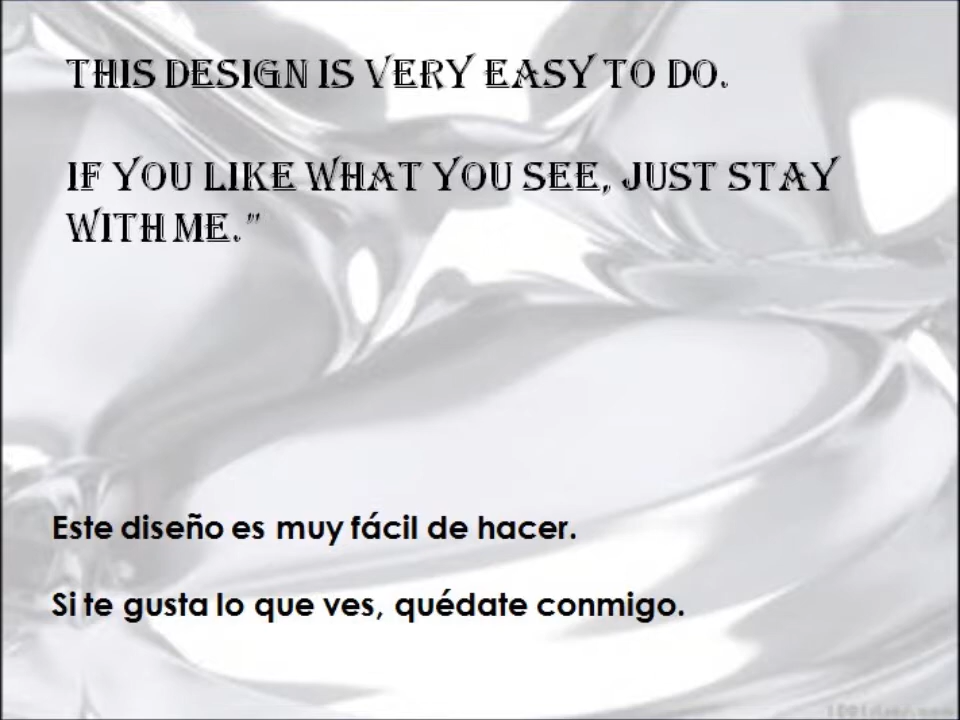 THIS DESIGN IS VERY EASY TO DO.
IF YOU LIKE WHAT YOU SEE, JUST STAY
WITH ME."
Este diseño es muy fácil de hacer.
Si te gusta lo que ves, quédate conmigo.